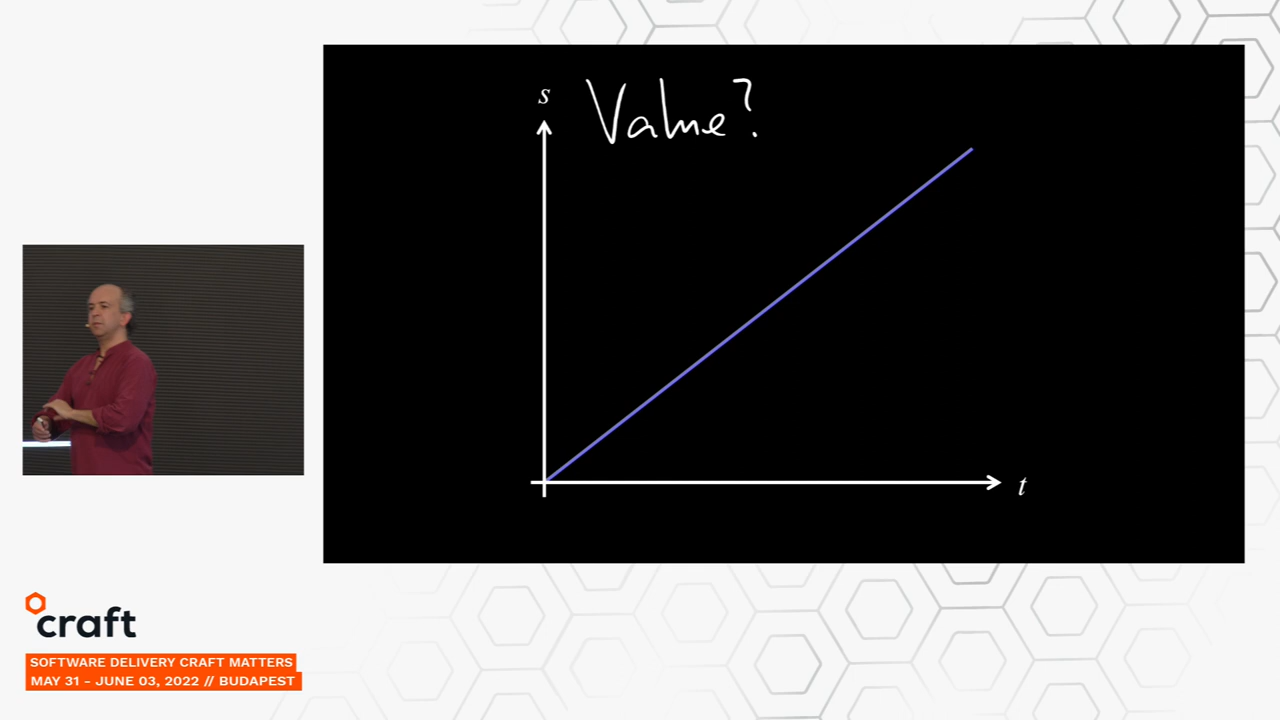 s
Value?
t
craft
SOFTWARE DELIVERY CRAFT MATTERS
MAY 31 - JUNE 03, 2022 // BUDAPEST